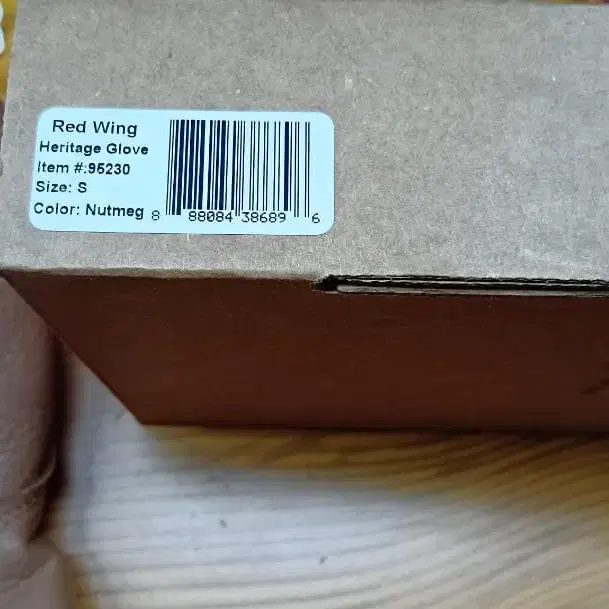 Red Wing
Heritage Glove
Item #:95230
Size: S
Color: Nutmeg
8 88084 38689 6